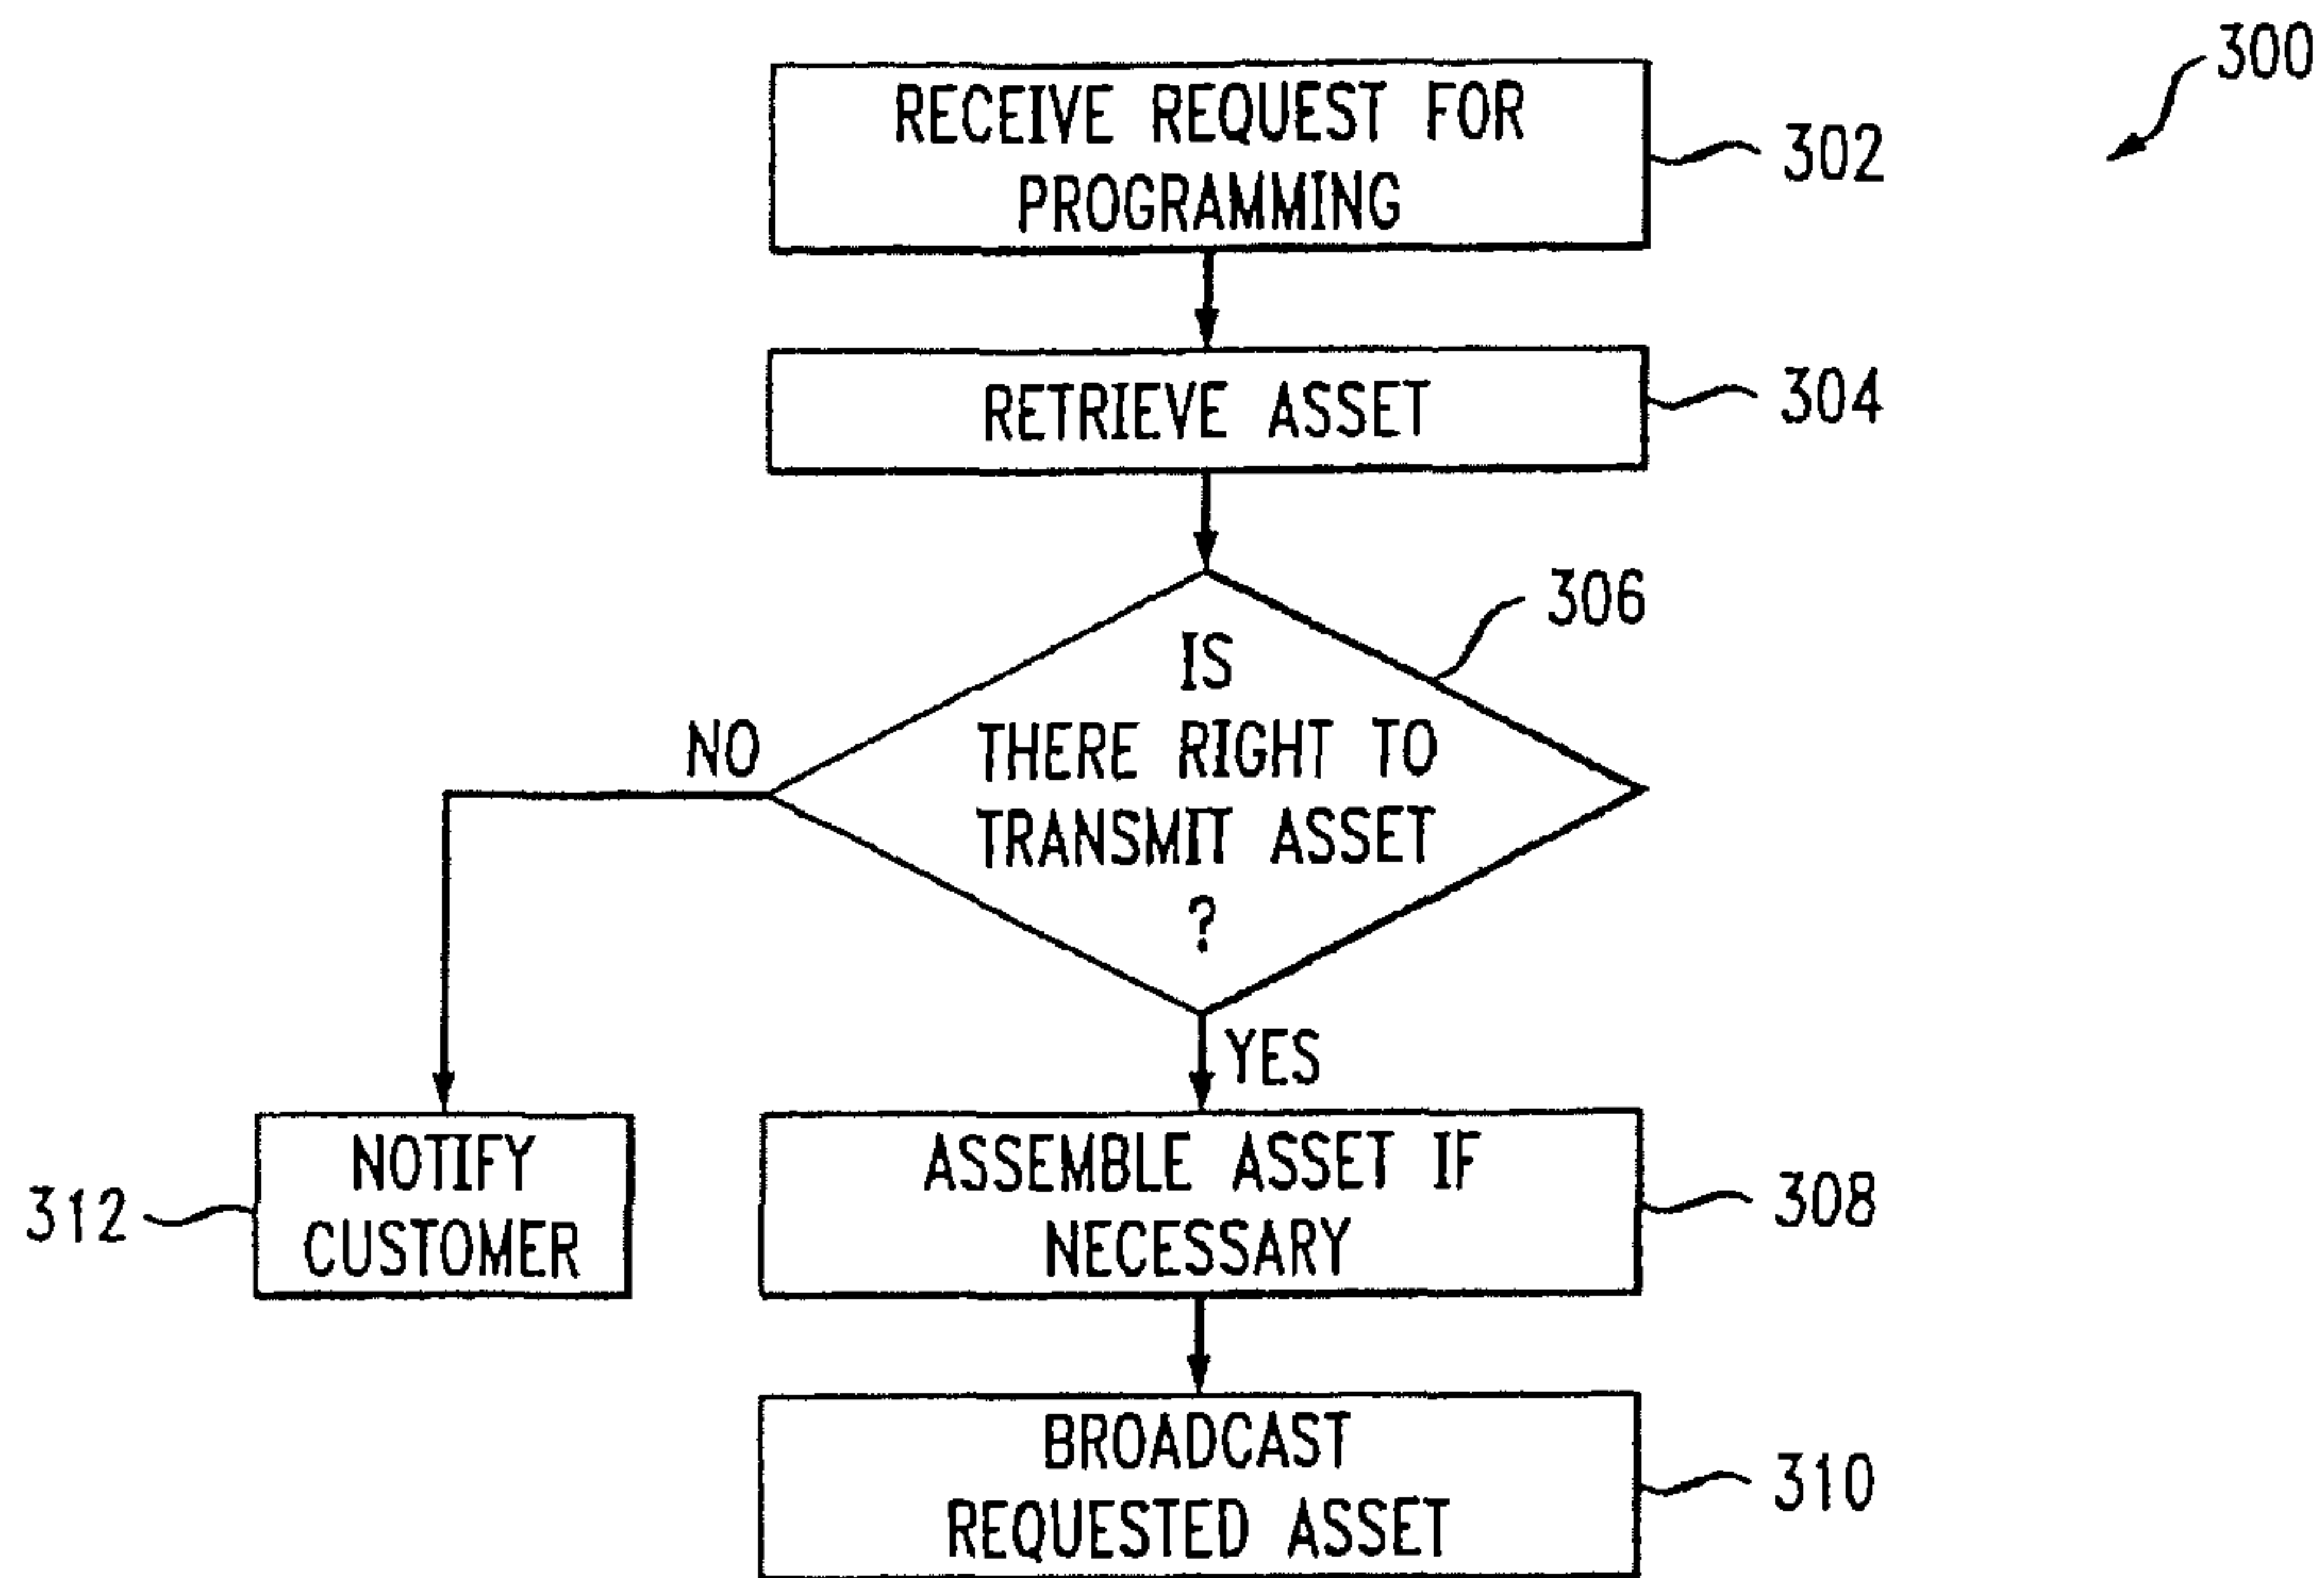 300
RECEIVE REQUEST FOR
PROGRAMMING
302
RETRIEVE ASSET
304
306
IS
THERE RIGHT TO
TRANSMIT ASSET
?
NO
YES
NOTIFY
CUSTOMER
312
ASSEMBLE ASSET IF
NECESSARY
308
BROADCAST
REQUESTED ASSET
310